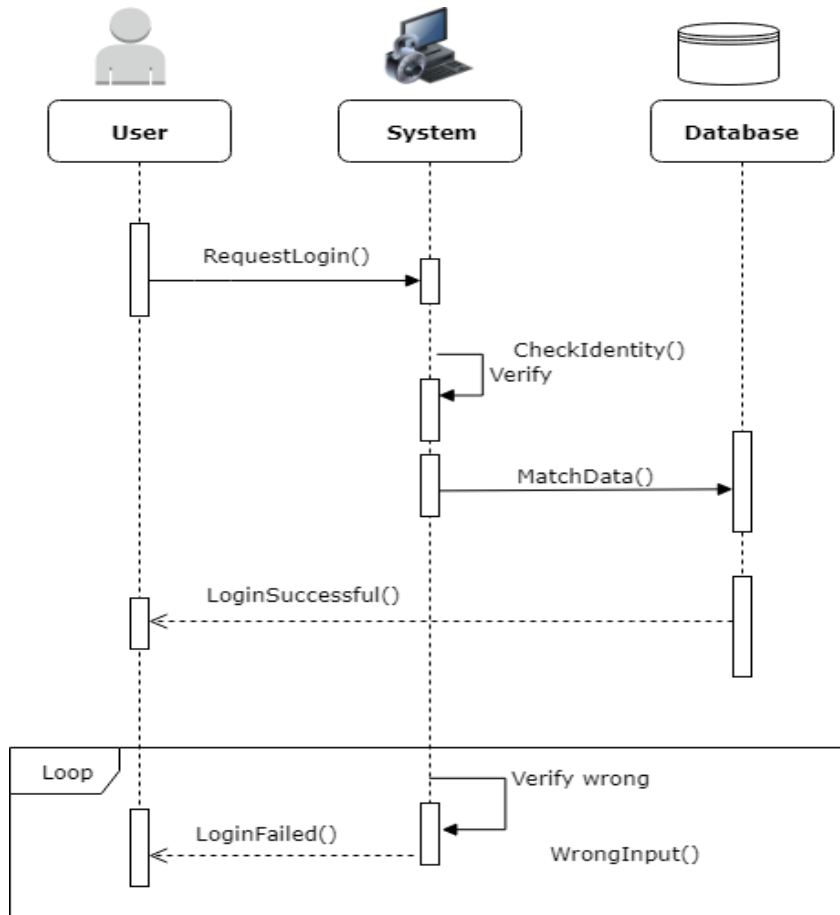 User
System
Database
RequestLogin()
CheckIdentity()
Verify
MatchData()
LoginSuccessful()
Loop
Verify wrong
LoginFailed()
WrongInput()